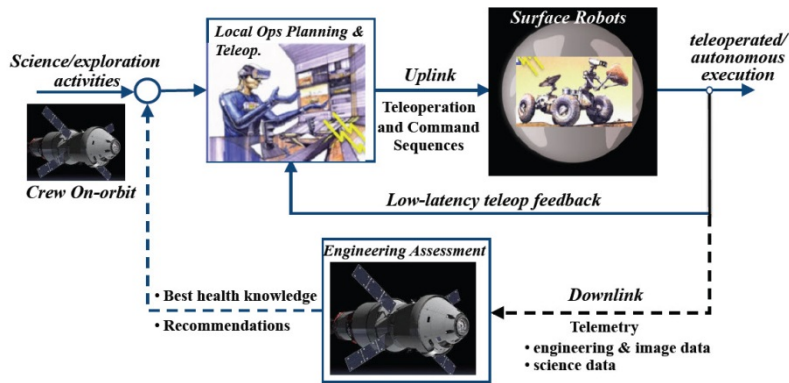 Science/exploration
activities
Crew On-orbit
Local Ops Planning &
Teleop.
Uplink
Teleoperation
and Command
Sequences
Surface Robots
teleoperated/
autonomous
execution
Low-latency teleop feedback
Engineering Assessment
• Best health knowledge
• Recommendations
Downlink
Telemetry
• engineering & image data
• science data